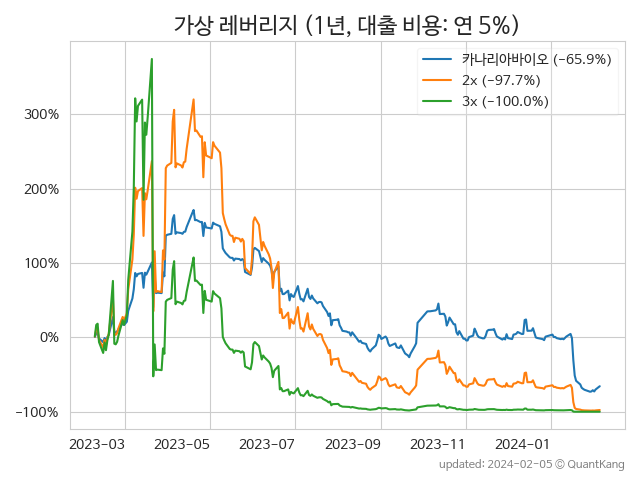 가상 레버리지 (1년, 대출 비용: 연 5%)
카나리아바이오 (−65.9%)
2x (−97.7%)
3x (−100.0%)
300%
200%
100%
0%
−100%
2023−03 2023−05 2023−07 2023−09 2023−11 2024−01
updated: 2024-02-05 © QuantKang